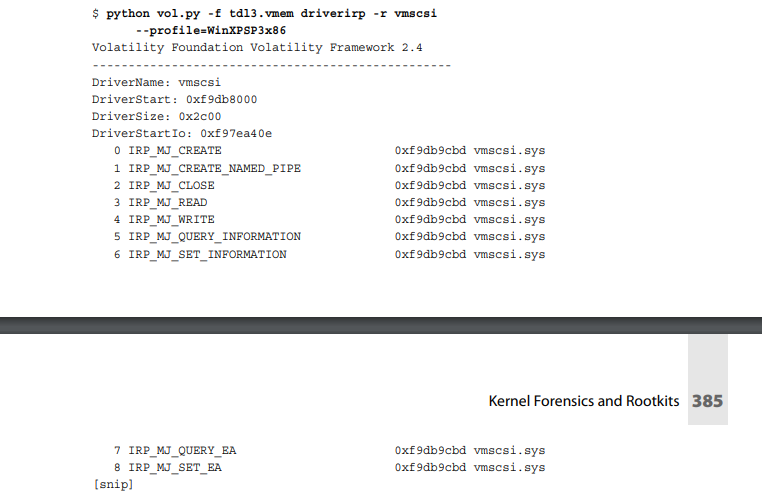 $ python vol.py -f tdl3.vmem driverirp -r vmscsi
--profile=WinXPSP3x86
Volatility Foundation Volatility Framework 2.4
--------------------------------------------------
DriverName: vmscsi
DriverStart: 0xf9db8000
DriverSize: 0x2c00
DriverStartIo: 0xf97ea40e
0 IRP_MJ_CREATE 0xf9db9cbd vmscsi.sys
1 IRP_MJ_CREATE_NAMED_PIPE 0xf9db9cbd vmscsi.sys
2 IRP_MJ_CLOSE 0xf9db9cbd vmscsi.sys
3 IRP_MJ_READ 0xf9db9cbd vmscsi.sys
4 IRP_MJ_WRITE 0xf9db9cbd vmscsi.sys
5 IRP_MJ_QUERY_INFORMATION 0xf9db9cbd vmscsi.sys
6 IRP_MJ_SET_INFORMATION 0xf9db9cbd vmscsi.sys
Kernel Forensics and Rootkits 385
7 IRP_MJ_QUERY_EA 0xf9db9cbd vmscsi.sys
8 IRP_MJ_SET_EA 0xf9db9cbd vmscsi.sys
[snip]